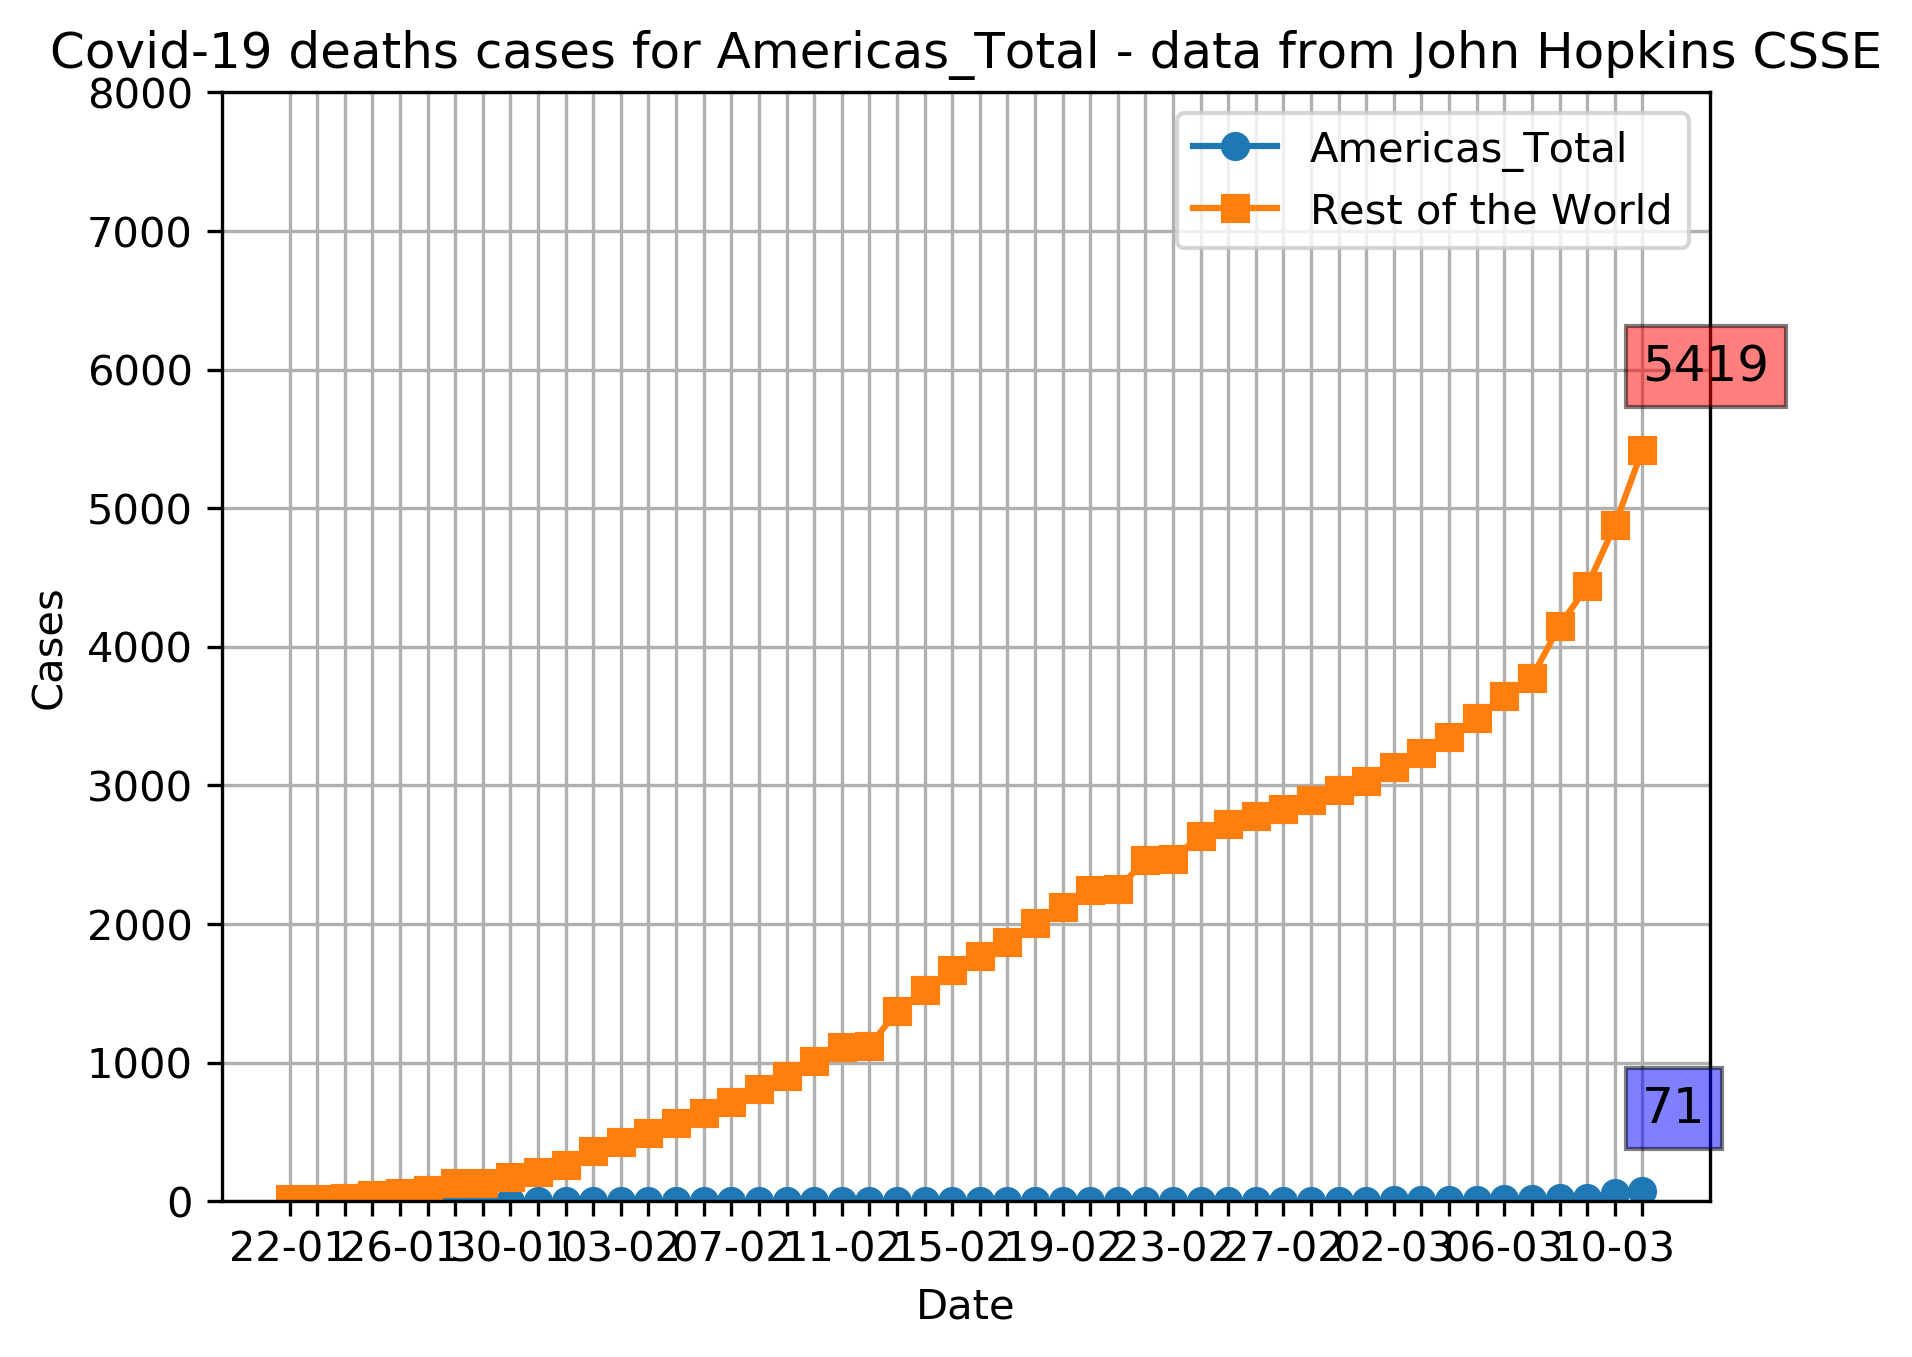 Covid-19 deaths cases for Americas_Total - data from John Hopkins CSSE
8000
7000
6000
5000
4000
3000
2000
1000
0
Cases
Americas_Total
Rest of the World
5419
71
22-01 26-01 30-01 03-02 07-02 11-02 15-02 19-02 23-02 27-02 02-03 06-03 10-03
Date